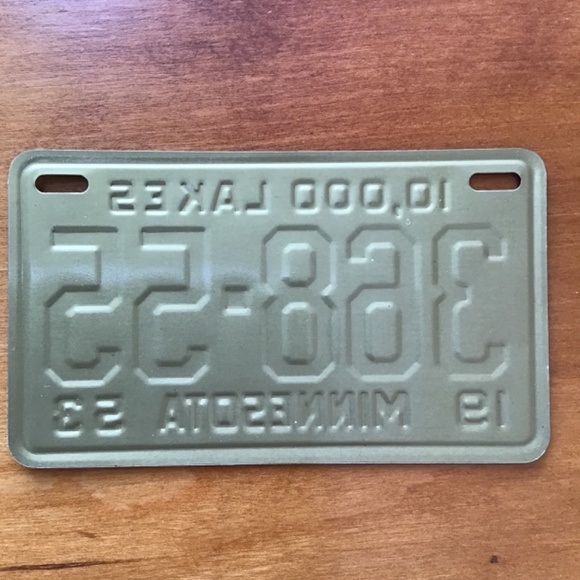 10,000 LAKES
368-55
19 MINNESOTA 53